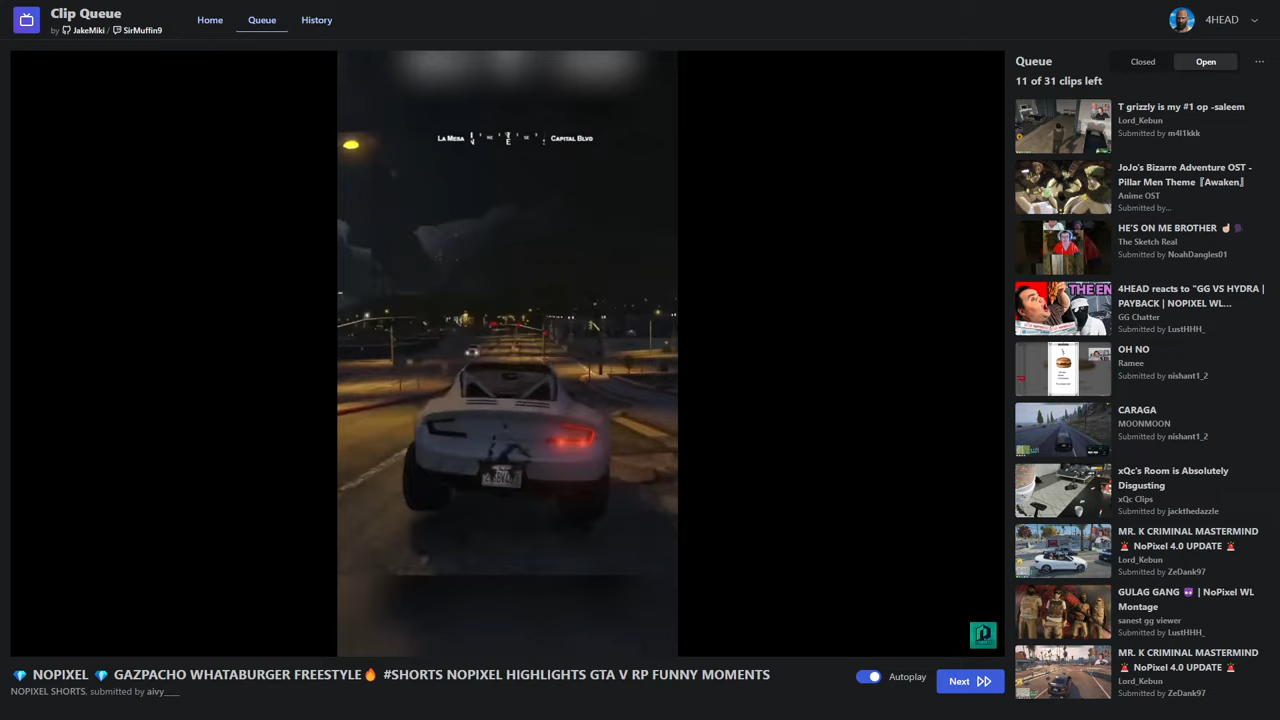 Clip Queue
by JakeMiki / SirMuffin9
Home
Queue
History
4HEAD
LA MESA
N
NE
E
SE
CAPITAL BLVD
💎 NOPIXEL 💎 GAZPACHO WHATABURGER FREESTYLE🔥 #SHORTS NOPIXEL HIGHLIGHTS GTA V RP FUNNY MOMENTS
NOPIXEL SHORTS. submitted by aivy____
Autoplay
Next
Queue
Closed
Open
...
11 of 31 clips left
T grizzly is my #1 op -saleem
Lord_Kebun
Submitted by m4l1kkk
JoJo's Bizarre Adventure OST -
Pillar Men Theme『Awaken』
Anime OST
Submitted by...
HE'S ON ME BROTHER ☝🏻
The Sketch Real
Submitted by NoahDangles01
THE EN
4HEAD reacts to "GG VS HYDRA |
PAYBACK | NOPIXEL WL...
GG Chatter
Submitted by LustHHH_
OH NO
Ramee
Submitted by nishant1_2
CARAGA
MOONMOON
Submitted by nishant1_2
xQc's Room is Absolutely
Disgusting
xQc Clips
Submitted by jackthedazzle
MR. K CRIMINAL MASTERMIND
🚨 NoPixel 4.0 UPDATE 🚨
Lord_Kebun
Submitted by ZeDank97
GULAG GANG 😈 | NoPixel WL
Montage
sanest gg viewer
Submitted by LustHHH_
MR. K CRIMINAL MASTERMIND
🚨 NoPixel 4.0 UPDATE 🚨
Lord_Kebun
Submitted by ZeDank97